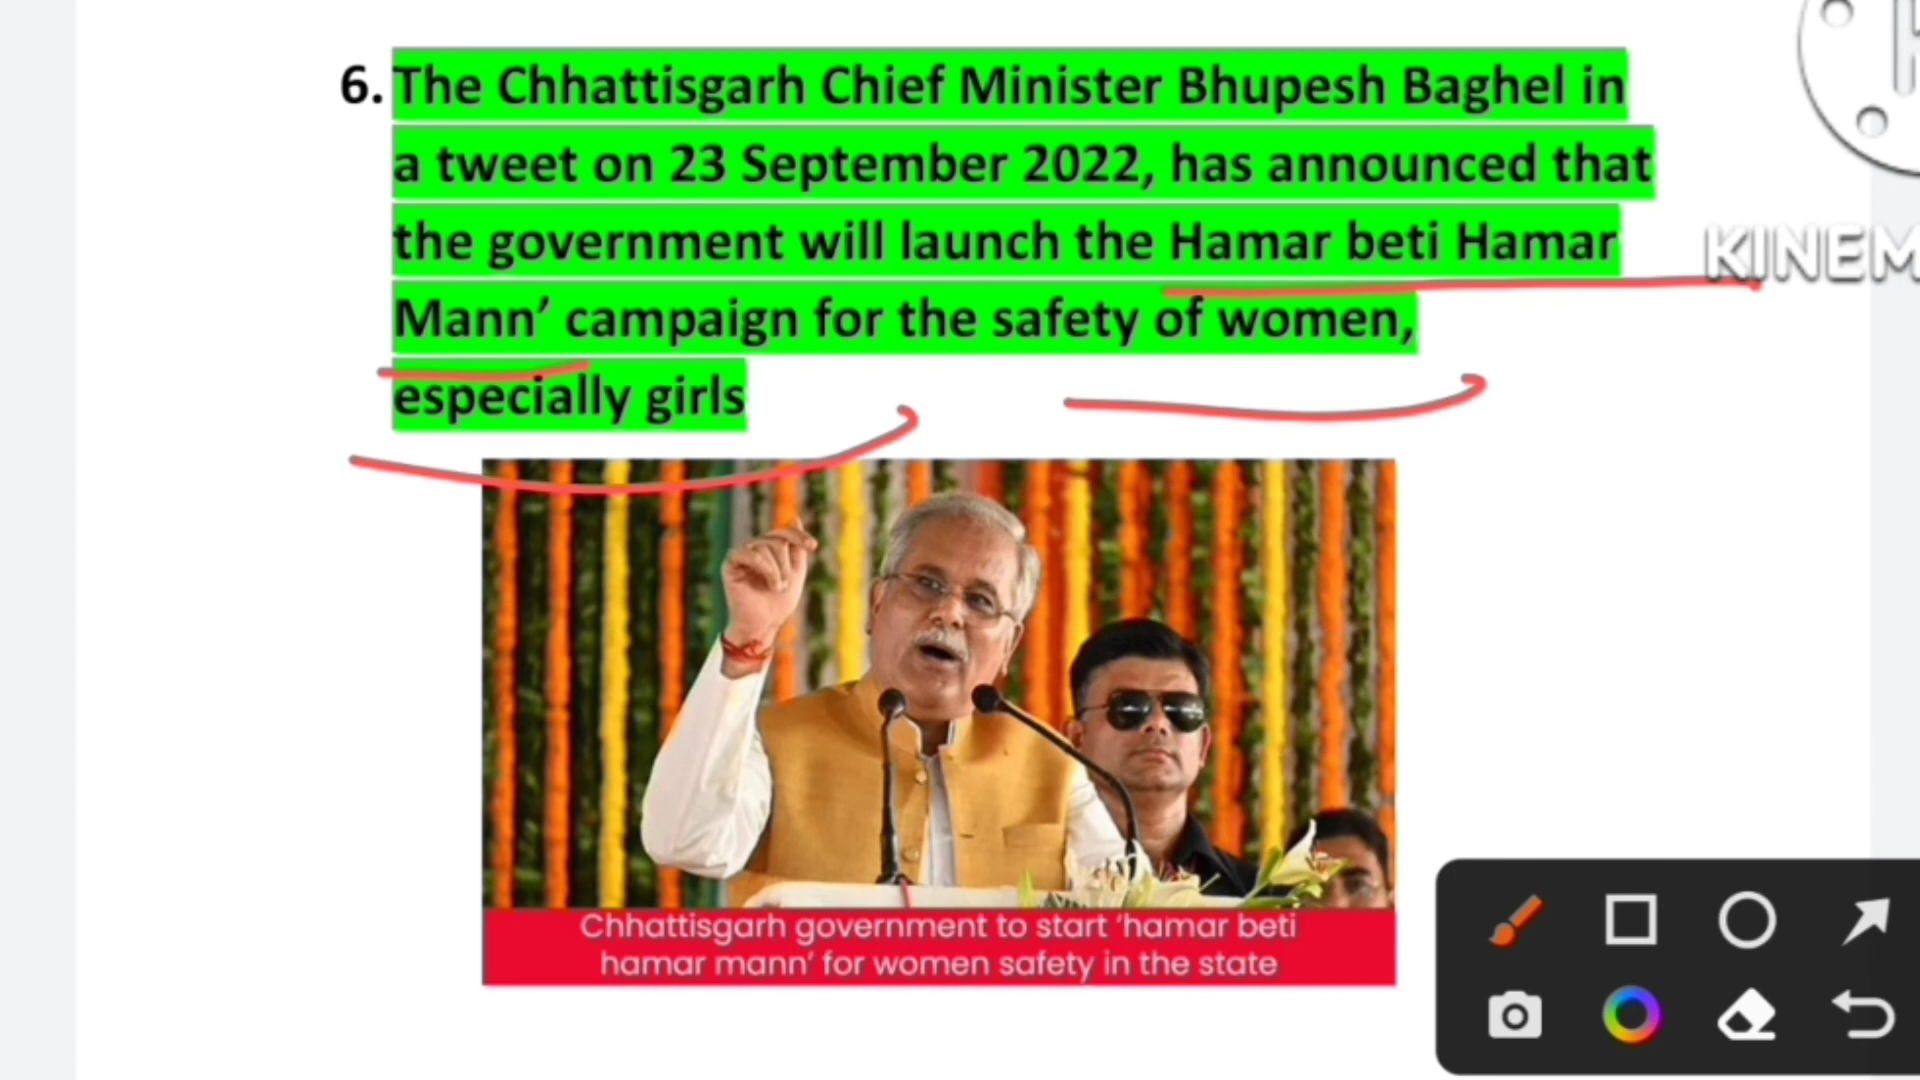 6. The Chhattisgarh Chief Minister Bhupesh Baghel in
a tweet on 23 September 2022, has announced that
the government will launch the Hamar beti Hamar
Mann’ campaign for the safety of women,
especially girls
KINEM
Chhattisgarh government to start ‘hamar beti
hamar mann’ for women safety in the state